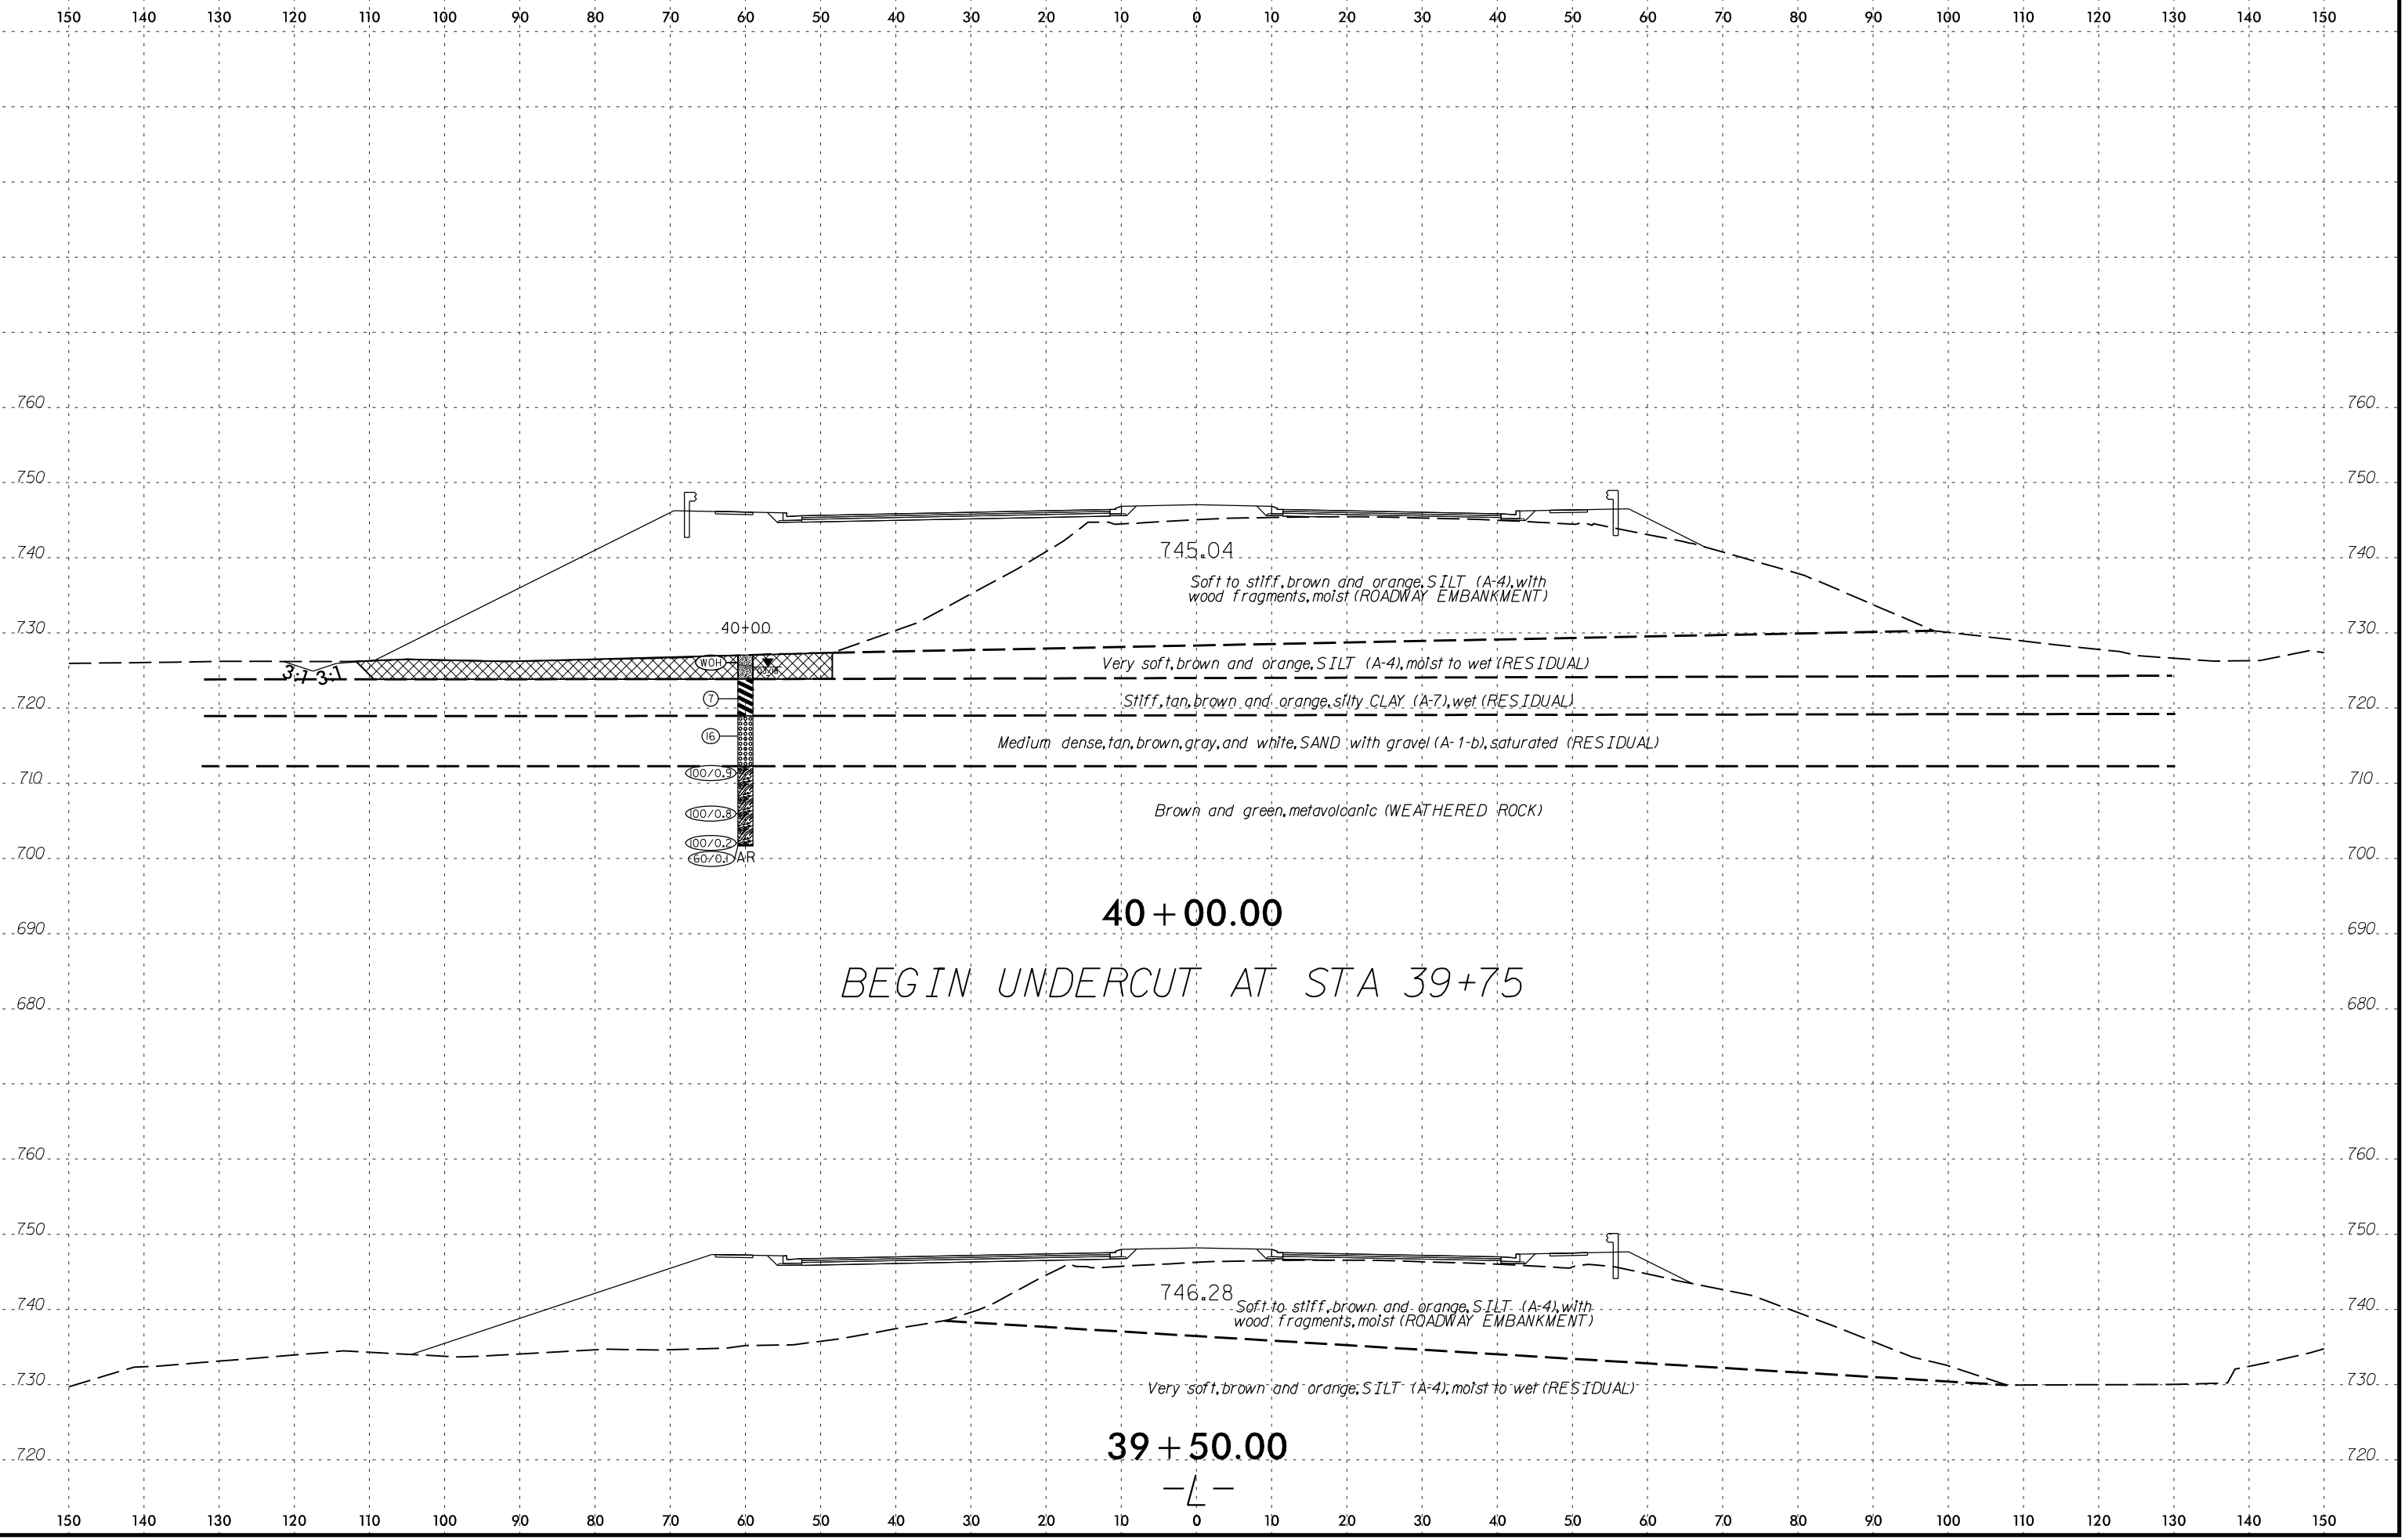 150 140 130 120 110 100 90 80 70 60 50 40 30 20 10 0 10 20 30 40 50 60 70 80 90 100 110 120 130 140 150
760 760
750 750
740 740
745.04
Soft to stiff, brown and orange, SILT (A-4), with
wood fragments, moist (ROADWAY EMBANKMENT)
730 40+00 730
WOH
Very soft, brown and orange, SILT (A-4), moist to wet (RESIDUAL)
3:1 3:1
7
Stiff, tan, brown and orange, silty CLAY (A-7), wet (RESIDUAL)
720 720
16
Medium dense, tan, brown, gray, and white, SAND with gravel (A-1-b), saturated (RESIDUAL)
100/0.9
710 710
100/0.8
Brown and green, metavolcanic (WEATHERED ROCK)
100/0.2
700 60/0.1 AR 700
40+00.00
690 690
BEGIN UNDERCUT AT STA 39+75
680 680
760 760
750 750
746.28
740 740
Soft to stiff, brown and orange, SILT (A-4), with
wood fragments, moist (ROADWAY EMBANKMENT)
730 730
Very soft, brown and orange, SILT (A-4), moist to wet (RESIDUAL)
39+50.00
720 720
-L-
150 140 130 120 110 100 90 80 70 60 50 40 30 20 10 0 10 20 30 40 50 60 70 80 90 100 110 120 130 140 150